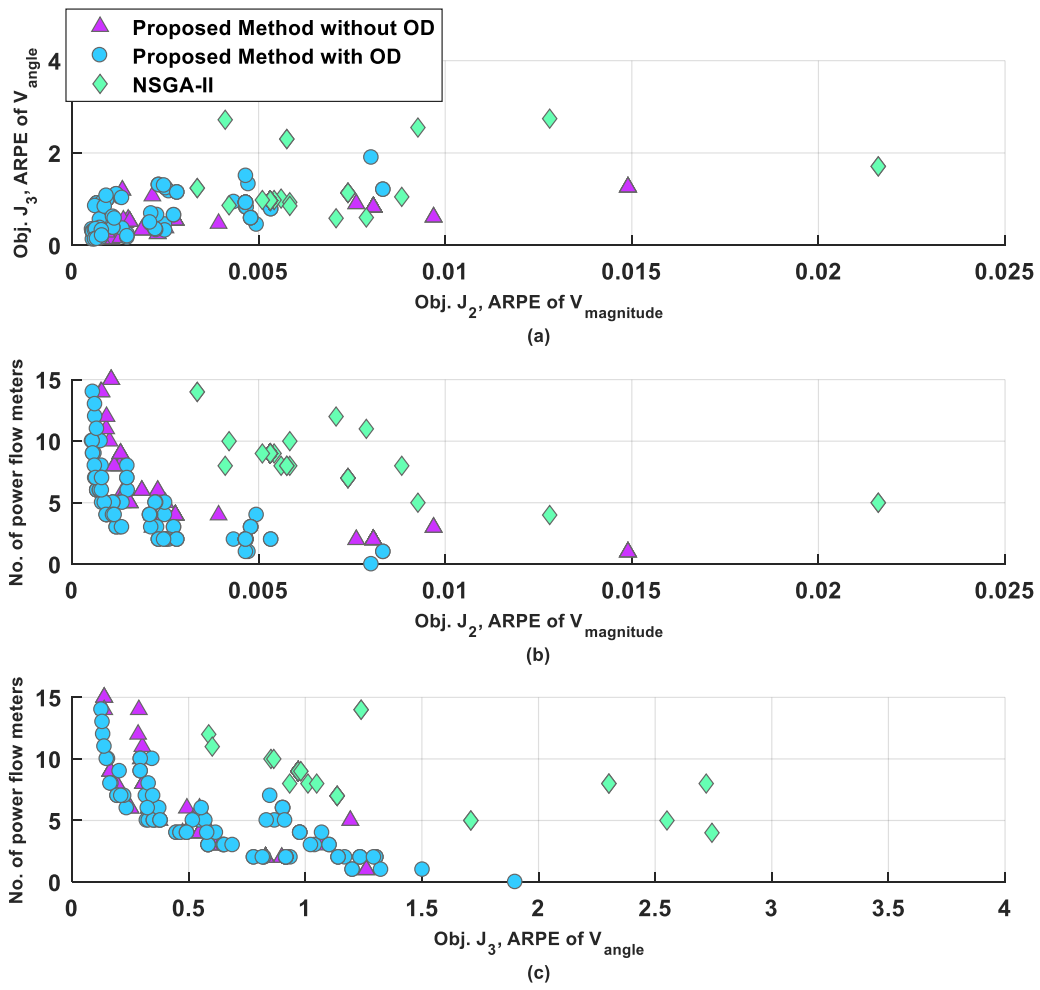 Proposed Method without OD
Proposed Method with OD
NSGA-II
Obj. J3, ARPE of Vangle
4
2
0
0 0.005 0.01 0.015 0.02 0.025
Obj. J2, ARPE of Vmagnitude
(a)
No. of power flow meters
15
10
5
0
0 0.005 0.01 0.015 0.02 0.025
Obj. J2, ARPE of Vmagnitude
(b)
No. of power flow meters
15
10
5
0
0 0.5 1 1.5 2 2.5 3 3.5 4
Obj. J3, ARPE of Vangle
(c)